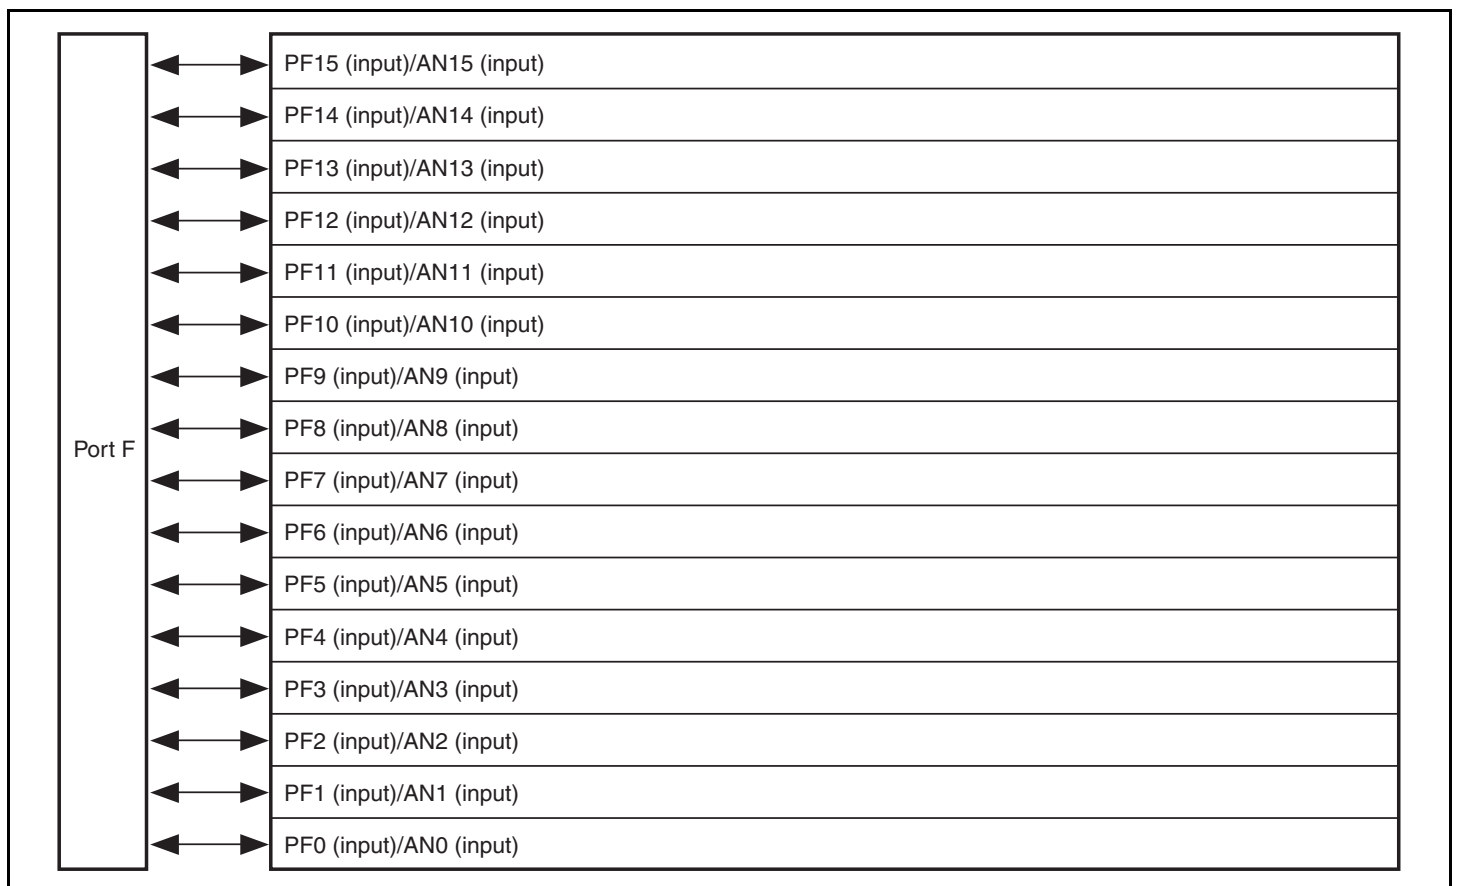 PF15 (input)/AN15 (input)
PF14 (input)/AN14 (input)
PF13 (input)/AN13 (input)
PF12 (input)/AN12 (input)
PF11 (input)/AN11 (input)
PF10 (input)/AN10 (input)
PF9 (input)/AN9 (input)
PF8 (input)/AN8 (input)
Port F
PF7 (input)/AN7 (input)
PF6 (input)/AN6 (input)
PF5 (input)/AN5 (input)
PF4 (input)/AN4 (input)
PF3 (input)/AN3 (input)
PF2 (input)/AN2 (input)
PF1 (input)/AN1 (input)
PF0 (input)/AN0 (input)